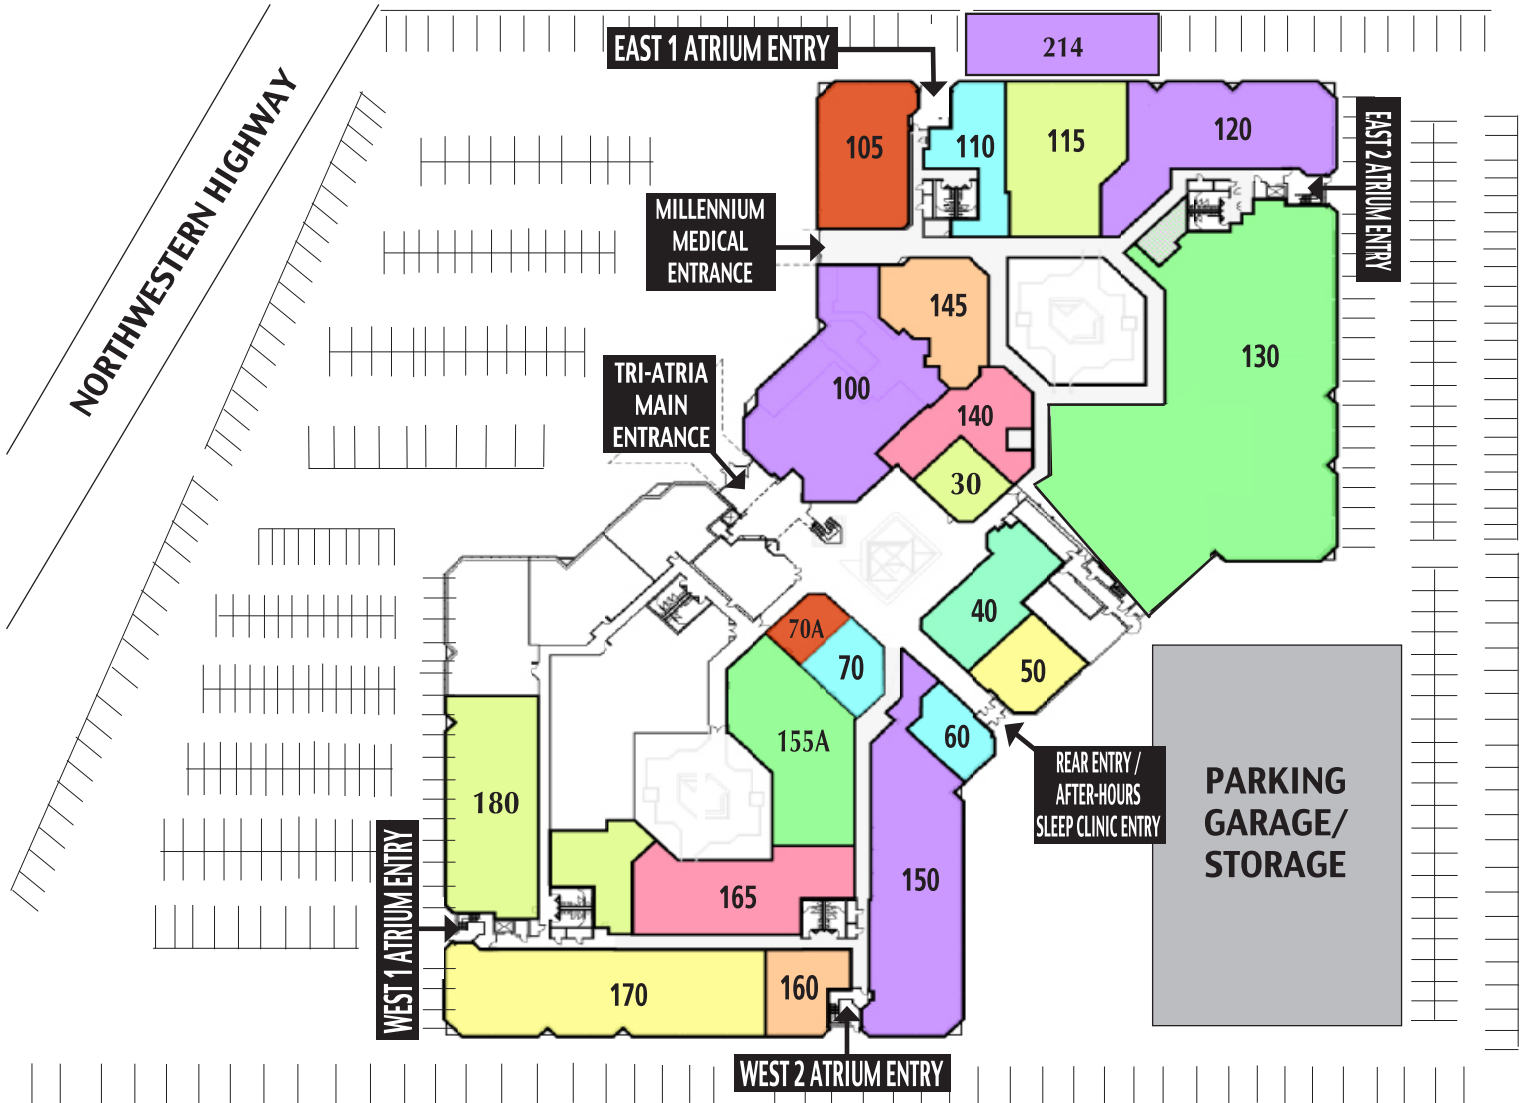 NORTHWESTERN HIGHWAY
EAST 1 ATRIUM ENTRY
214
105
110
115
120
EAST 2 ATRIUM ENTRY
MILLENNIUM
MEDICAL
ENTRANCE
145
130
TRI-ATRIA
MAIN
ENTRANCE
100
140
30
40
70A
70
50
155A
60
REAR ENTRY /
AFTER-HOURS
SLEEP CLINIC ENTRY
PARKING
GARAGE/
STORAGE
180
150
165
WEST 1 ATRIUM ENTRY
170
160
WEST 2 ATRIUM ENTRY